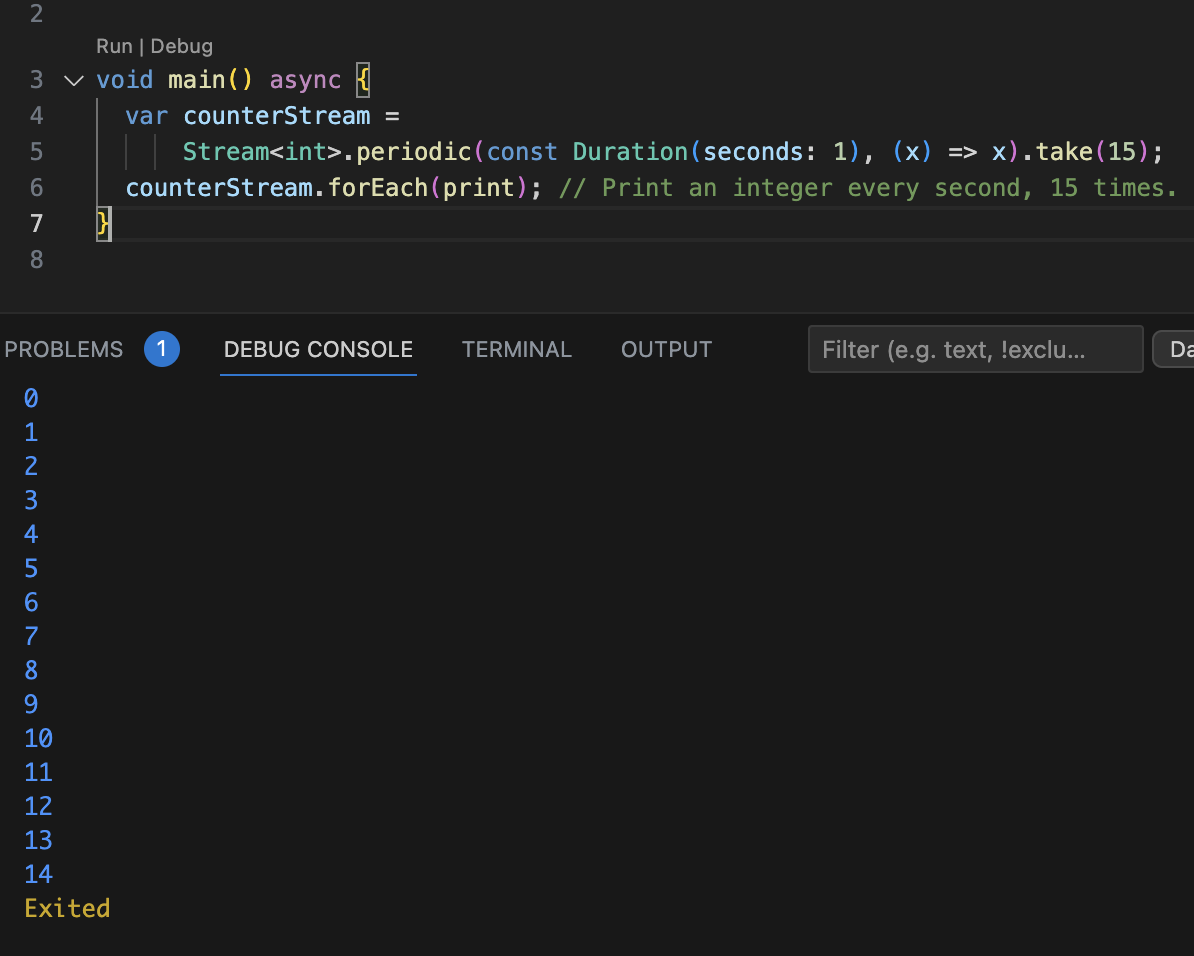 2
Run | Debug
3 void main() async {
4 var counterStream =
5 Stream<int>.periodic(const Duration(seconds: 1), (x) => x).take(15);
6 counterStream.forEach(print); // Print an integer every second, 15 times.
7 }
8
PROBLEMS 1 DEBUG CONSOLE TERMINAL OUTPUT Filter (e.g. text, !exclu... Da
0
1
2
3
4
5
6
7
8
9
10
11
12
13
14
Exited